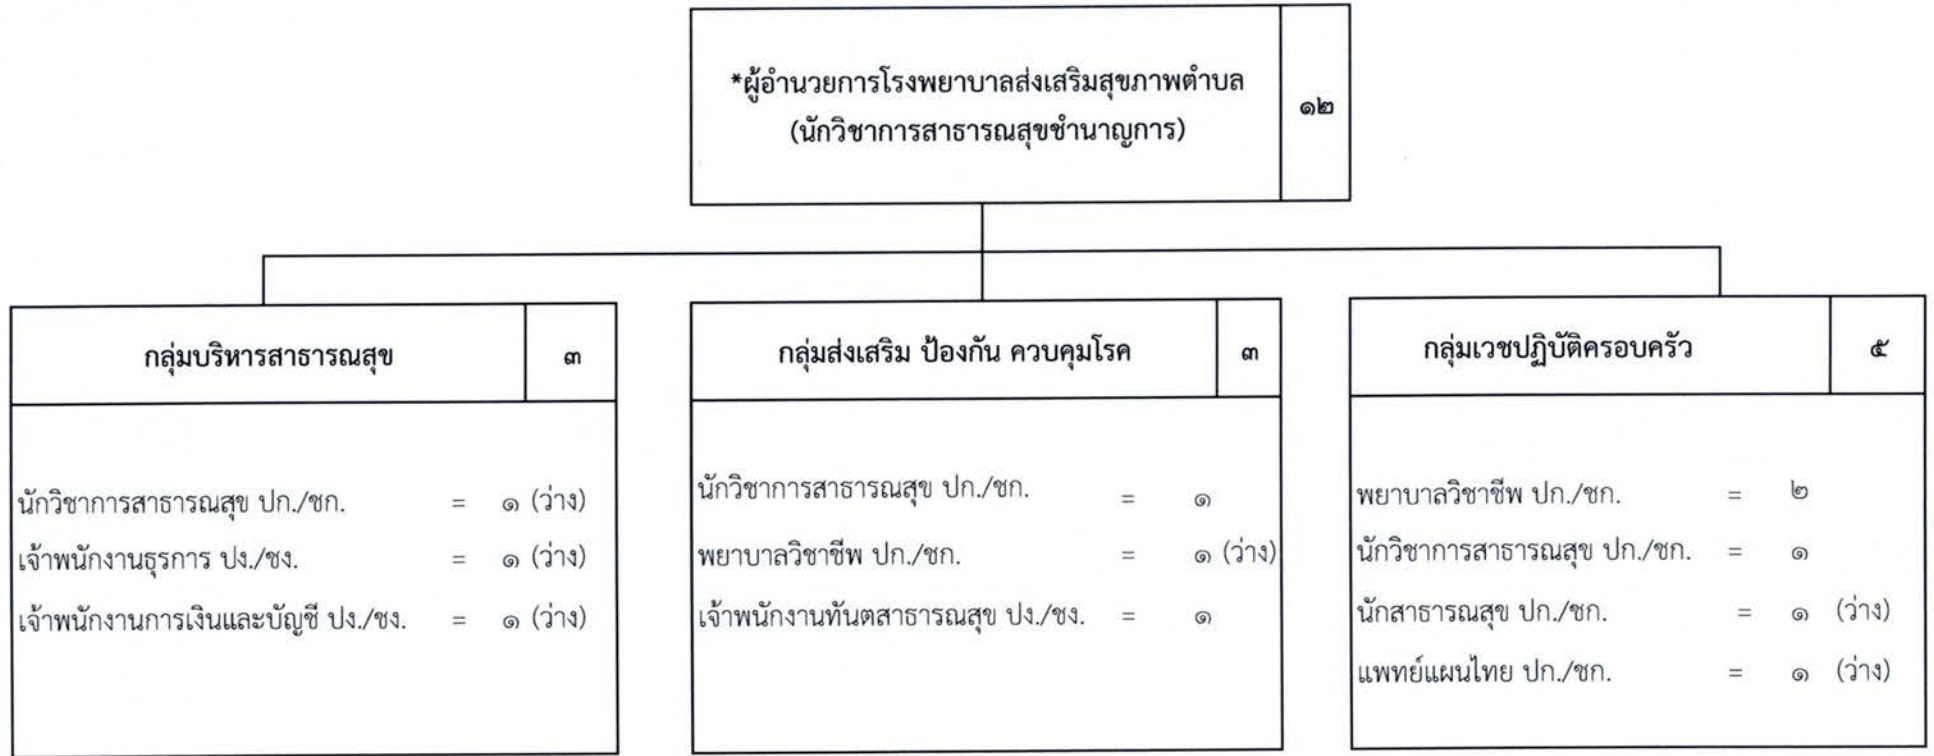 *ผู้อำนวยการโรงพยาบาลส่งเสริมสุขภาพตำบล
(นักวิชาการสาธารณสุขชำนาญการ)
๑๒
กลุ่มบริหารสาธารณสุข ๓
นักวิชาการสาธารณสุข ปก./ชก. = ๑ (ว่าง)
เจ้าพนักงานธุรการ ปง./ชง. = ๑ (ว่าง)
เจ้าพนักงานการเงินและบัญชี ปง./ชง. = ๑ (ว่าง)
กลุ่มส่งเสริม ป้องกัน ควบคุมโรค ๓
นักวิชาการสาธารณสุข ปก./ชก. = ๑
พยาบาลวิชาชีพ ปก./ชก. = ๑ (ว่าง)
เจ้าพนักงานทันตสาธารณสุข ปง./ชง. = ๑
กลุ่มเวชปฏิบัติครอบครัว ๕
พยาบาลวิชาชีพ ปก./ชก. = ๒
นักวิชาการสาธารณสุข ปก./ชก. = ๑
นักสาธารณสุข ปก./ชก. = ๑ (ว่าง)
แพทย์แผนไทย ปก./ชก. = ๑ (ว่าง)